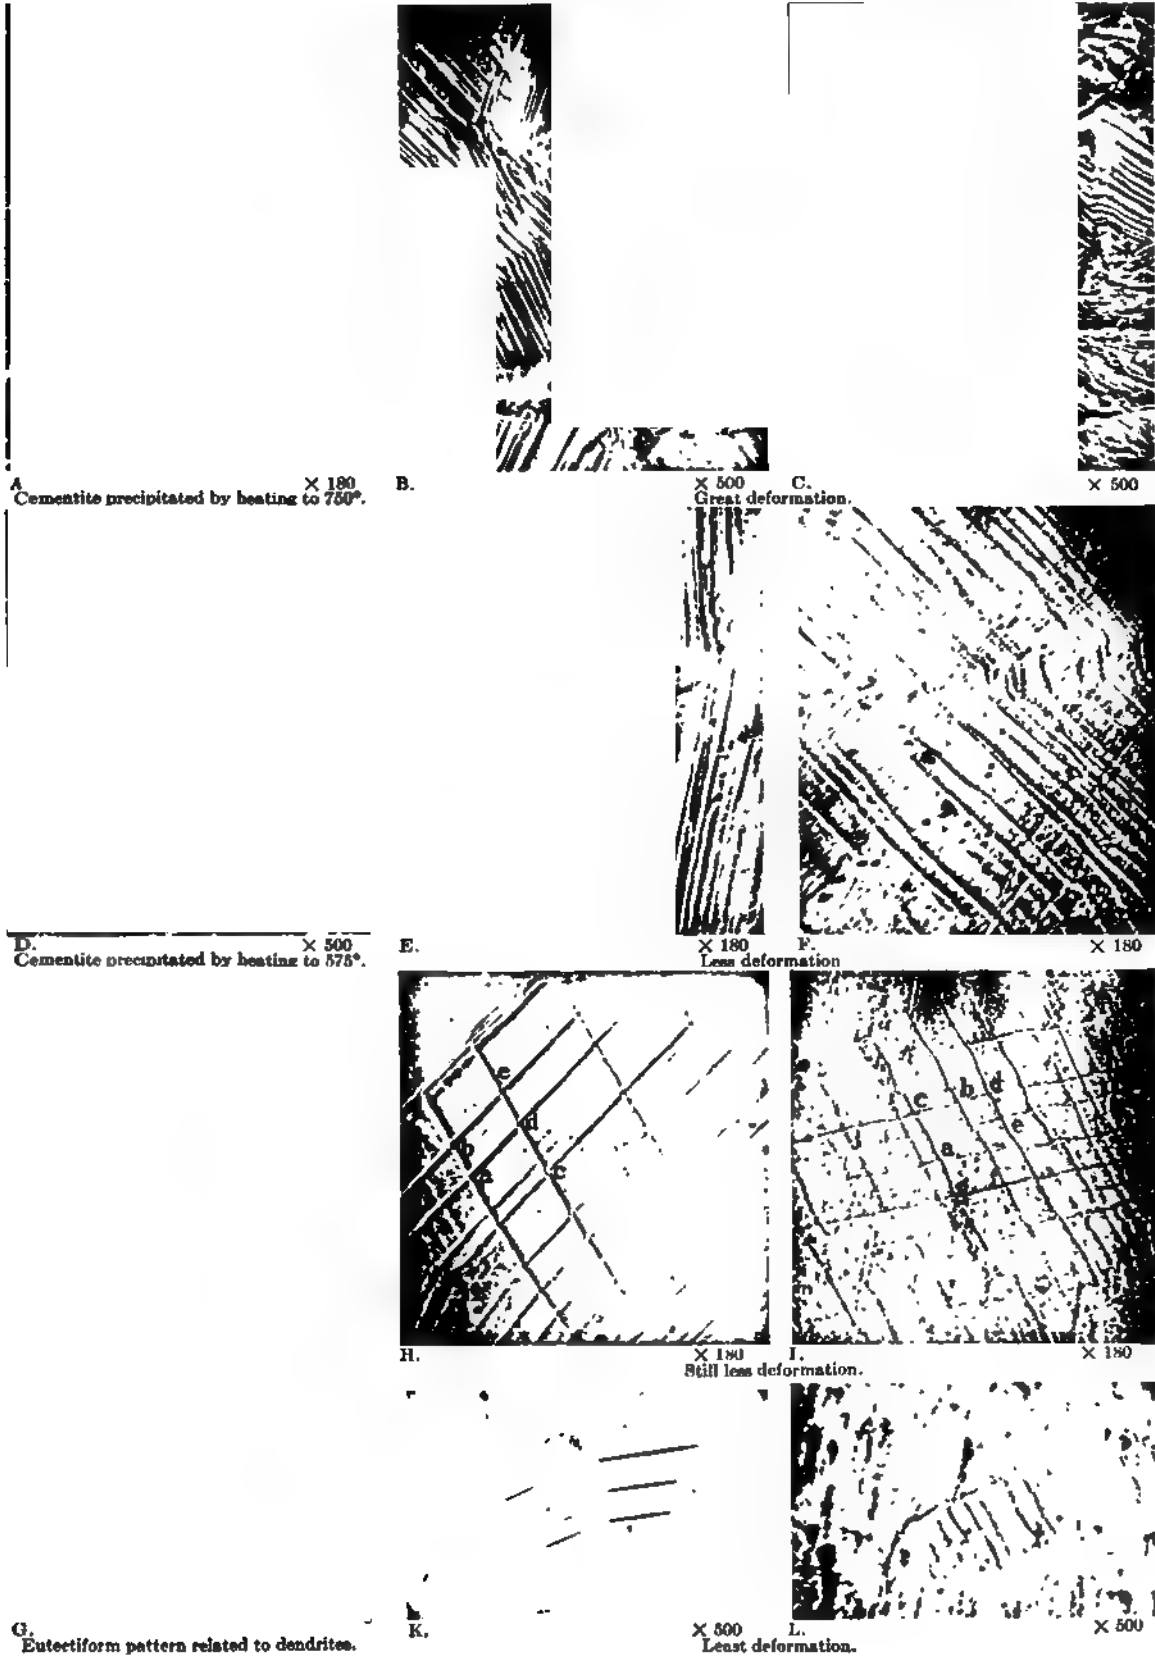 A × 180 B. × 500 C. × 500
Cementite precipitated by heating to 750°. Great deformation.
D. × 500 E. × 180 F. × 180
Cementite precipitated by heating to 575°. Less deformation
e
d
b
a
c
b
d
c
e
a
H. × 180 I. × 180
Still less deformation.
G. K. × 500 L. × 500
Eutectiform pattern related to dendrites. Least deformation.